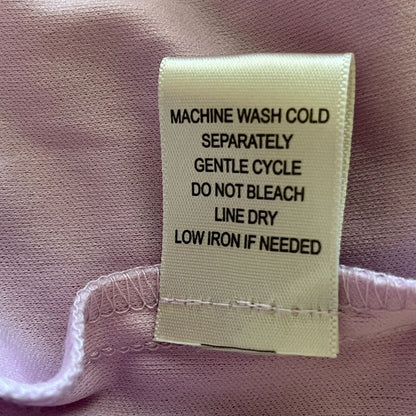 MACHINE WASH COLD
SEPARATELY
GENTLE CYCLE
DO NOT BLEACH
LINE DRY
LOW IRON IF NEEDED